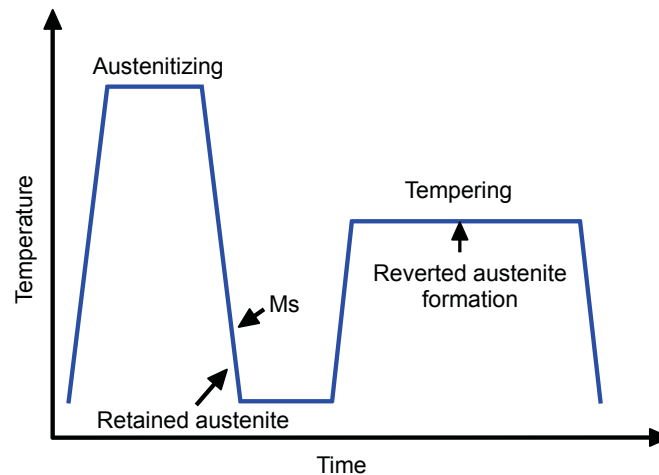 Austenitizing
Tempering
Temperature
Reverted austenite
formation
Ms
Retained austenite
Time